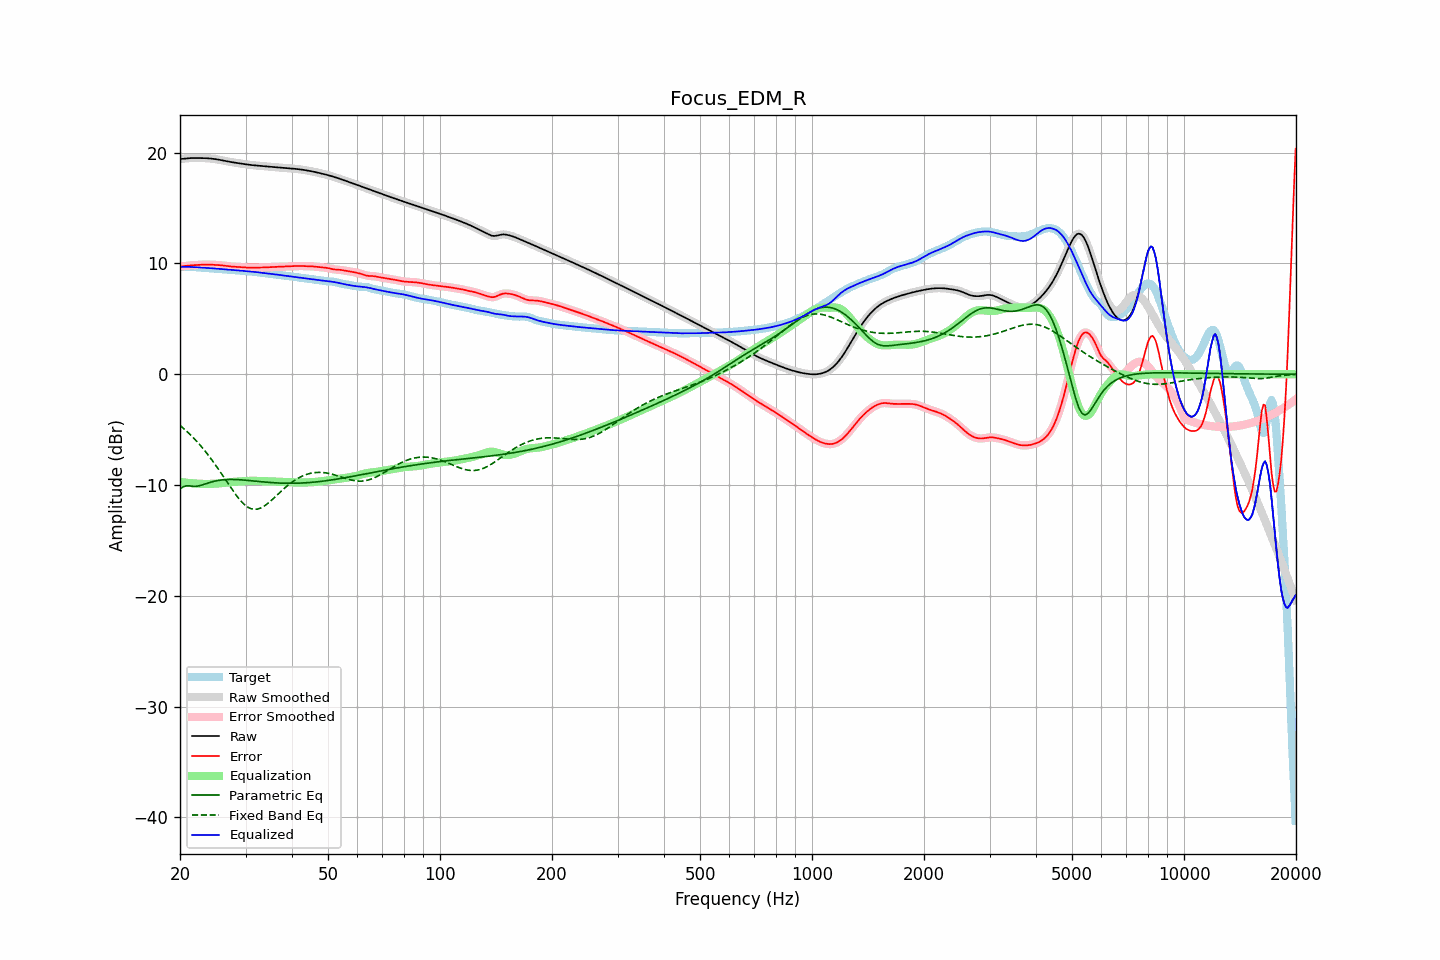 Focus_EDM_R
20
10
0
−10
−20
−30
−40
Amplitude (dBr)
Target
Raw Smoothed
Error Smoothed
Raw
Error
Equalization
Parametric Eq
Fixed Band Eq
Equalized
20 50 100 200 500 1000 2000 5000 10000 20000
Frequency (Hz)